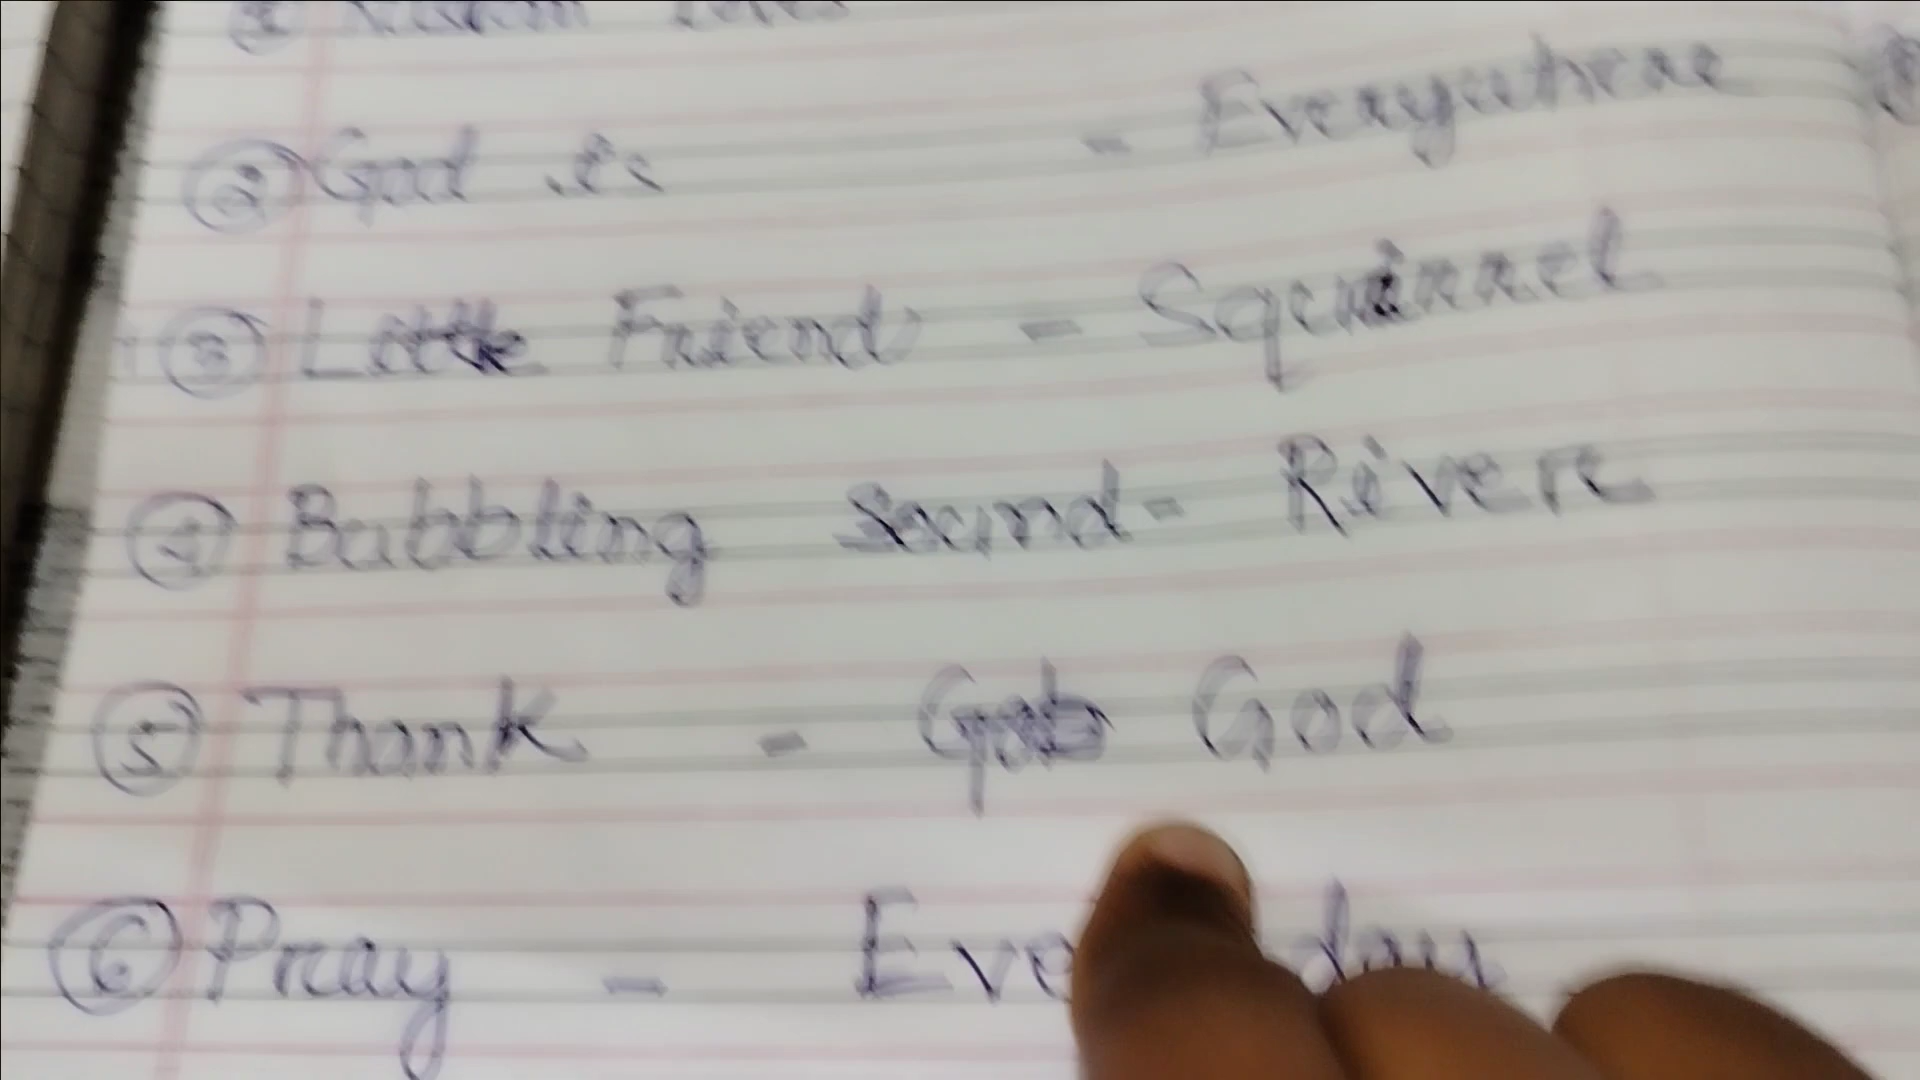 ② God is - Everywhere
③ Little Friend - Squirrel
④ Babbling Sound - River
⑤ Thank - God
⑥ Pray -